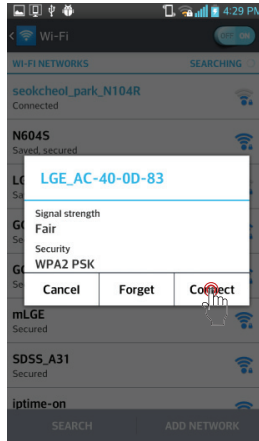 4:29 PM
Wi-Fi
OFF ON
WI-FI NETWORKS SEARCHING
seokcheol_park_N104R
Connected
N604S
Saved, secured
LGE_AC-40-0D-83
Signal strength
Fair
Security
WPA2 PSK
Cancel Forget Connect
mLGE
Secured
SDSS_A31
Secured
iptime-on
SEARCH ADD NETWORK